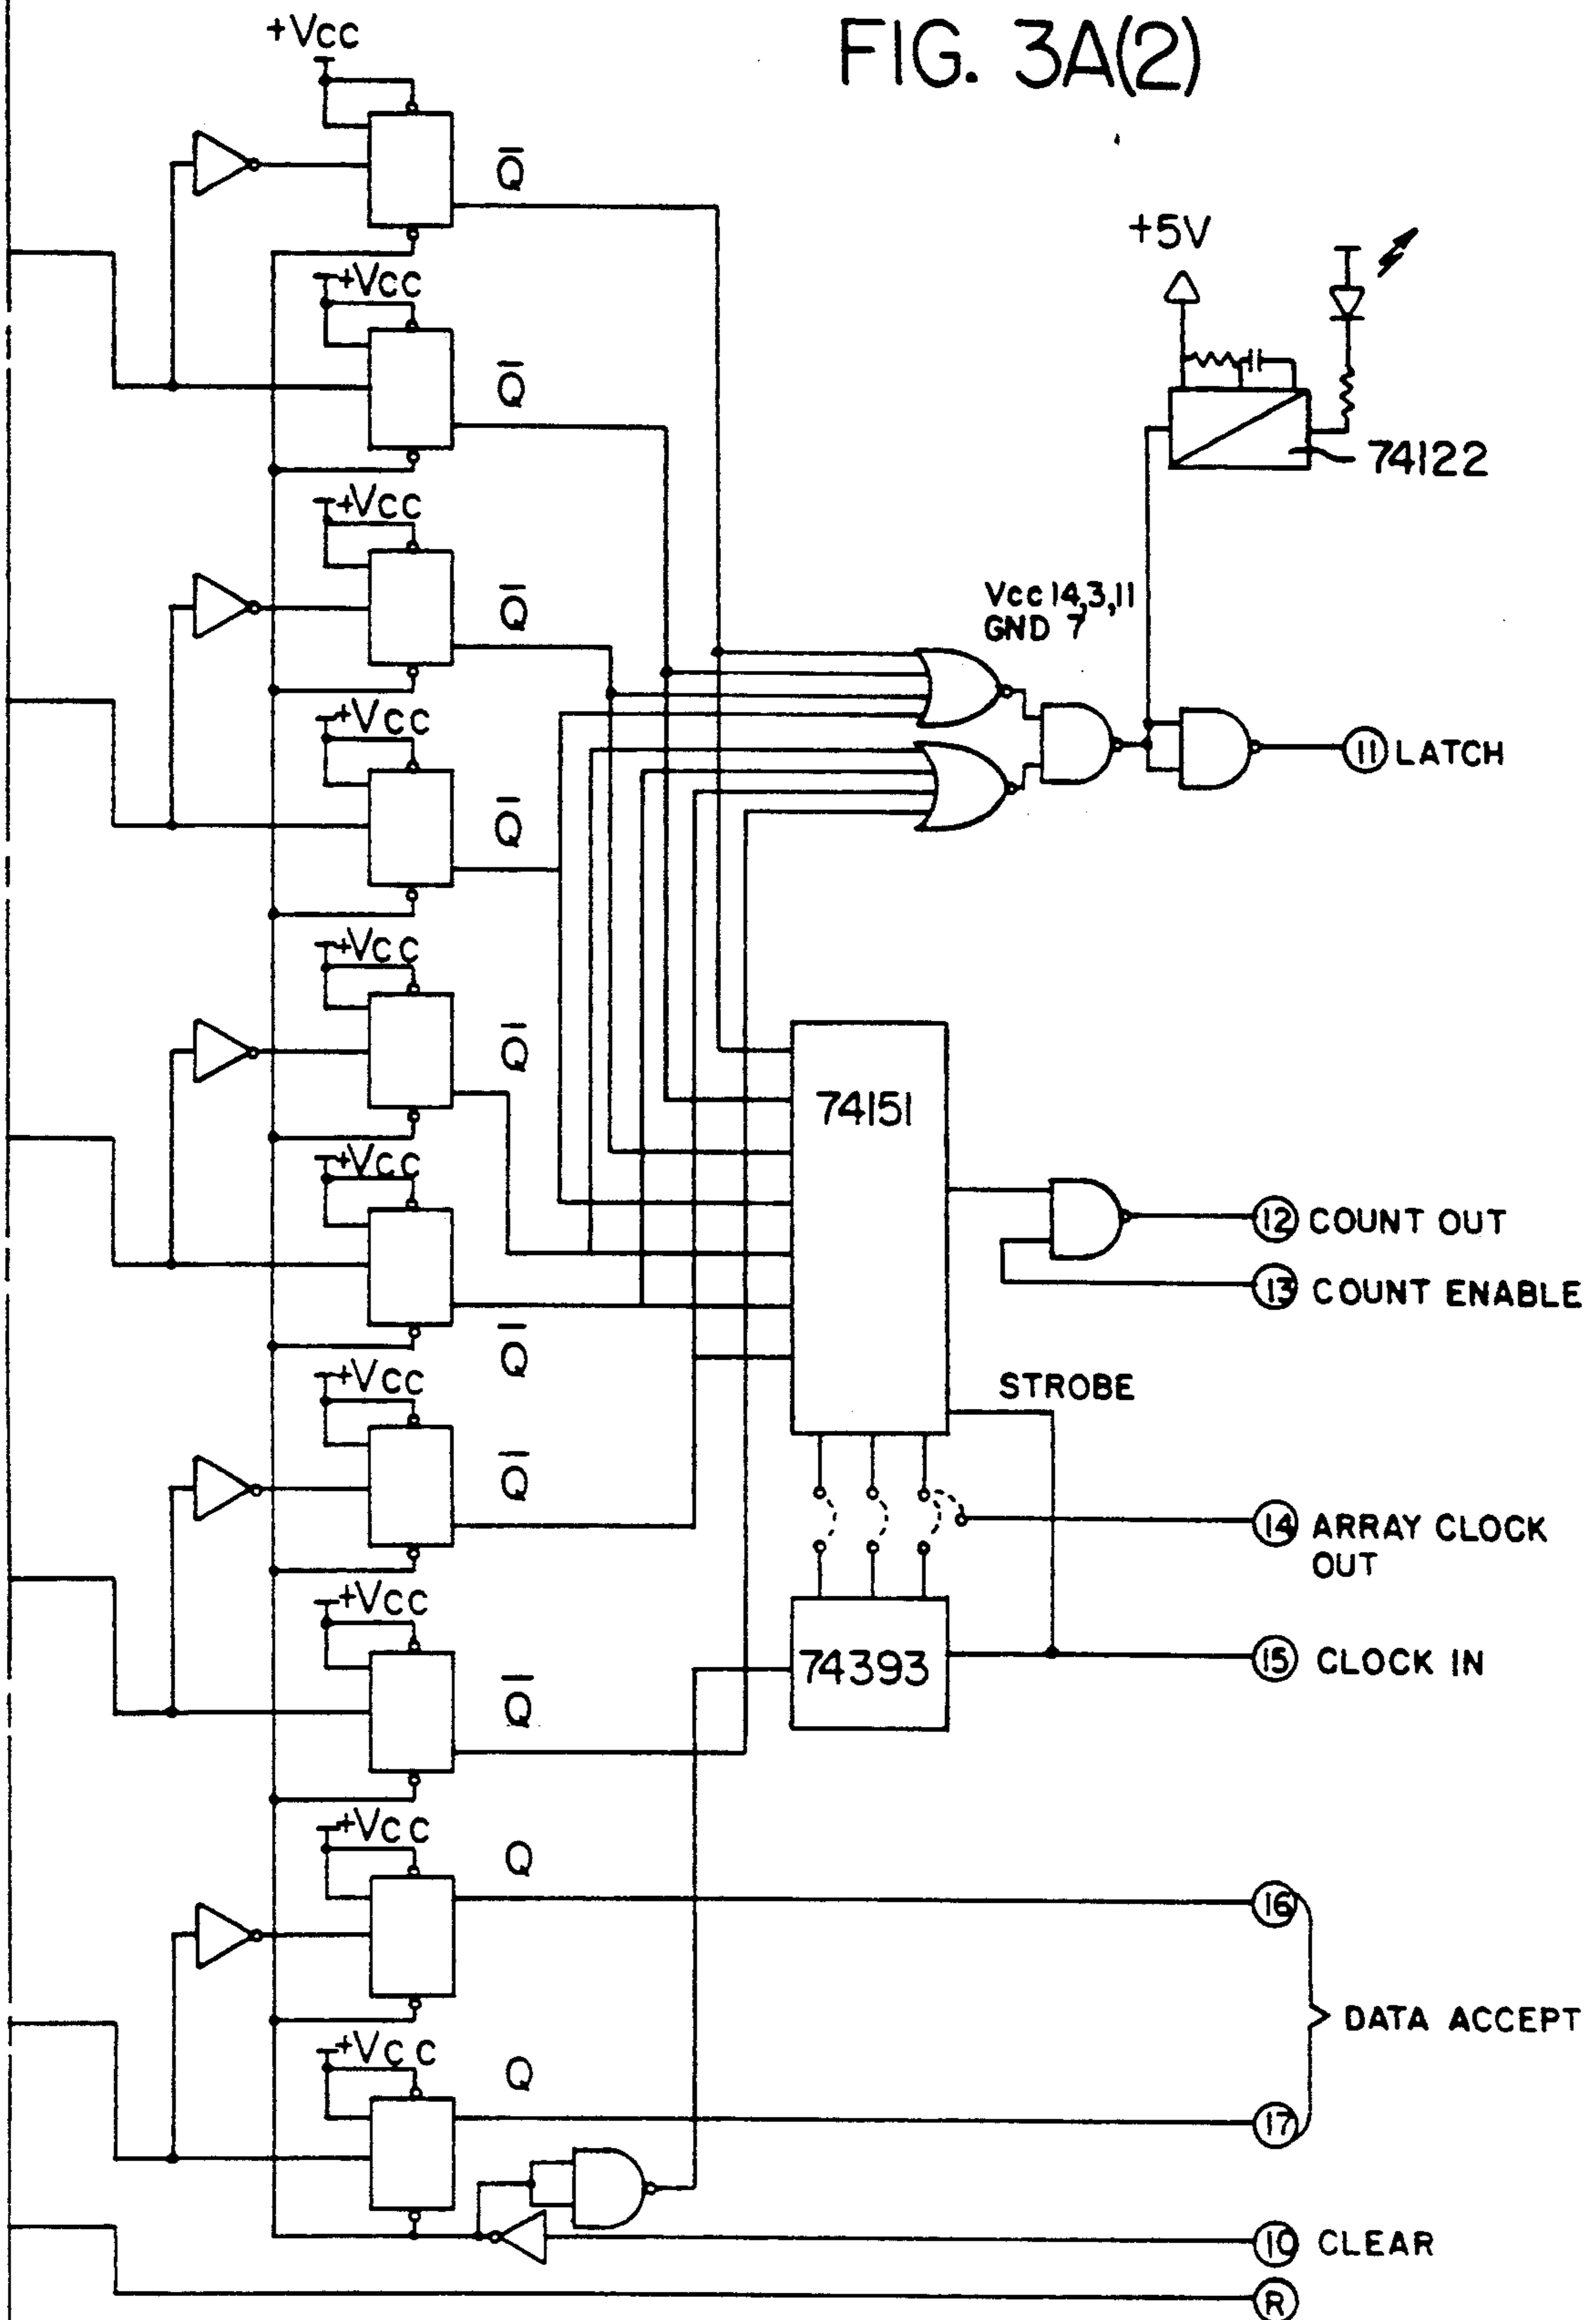 FIG. 3A(2)
+Vcc
Q̅
+5V
+Vcc
Q̅
74122
+Vcc
Q̅
Vcc 14,3,11
GND 7
+Vcc
⑪ LATCH
Q̅
+Vcc
Q̅
74151
+Vcc
⑫ COUNT OUT
⑬ COUNT ENABLE
Q̅
+Vcc
STROBE
Q̅
⑭ ARRAY CLOCK
OUT
+Vcc
74393
⑮ CLOCK IN
Q̅
+Vcc
Q
⑯
DATA ACCEPT
+Vcc
Q
⑰
⑩ CLEAR
Ⓡ